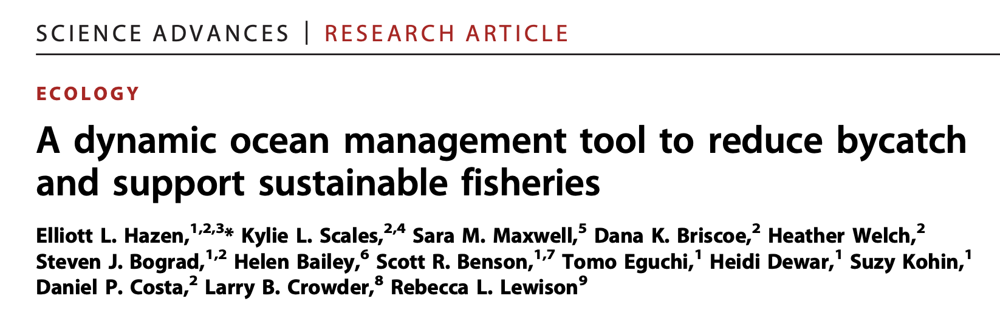 SCIENCE ADVANCES | RESEARCH ARTICLE
ECOLOGY
A dynamic ocean management tool to reduce bycatch
and support sustainable fisheries
Elliott L. Hazen,1,2,3* Kylie L. Scales,2,4 Sara M. Maxwell,5 Dana K. Briscoe,2 Heather Welch,2
Steven J. Bograd,1,2 Helen Bailey,6 Scott R. Benson,1,7 Tomo Eguchi,1 Heidi Dewar,1 Suzy Kohin,1
Daniel P. Costa,2 Larry B. Crowder,8 Rebecca L. Lewison9